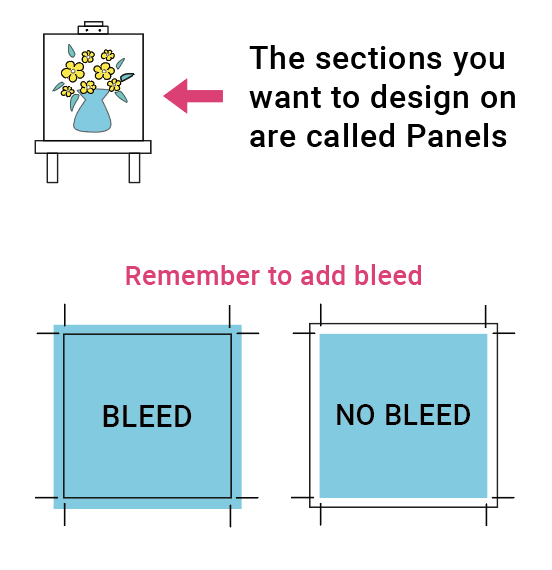 The sections you
want to design on
are called Panels
Remember to add bleed
BLEED
NO BLEED